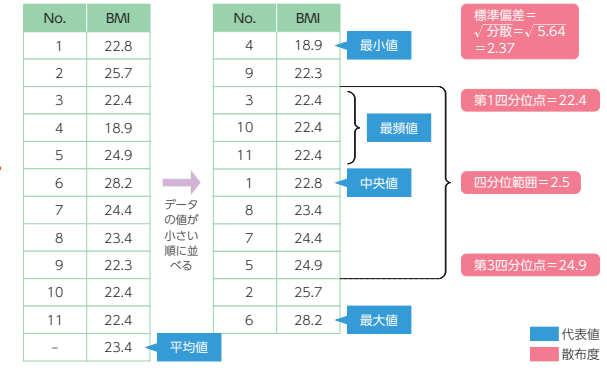 No. BMI
1 22.8
2 25.7
3 22.4
4 18.9
5 24.9
6 28.2
7 24.4
8 23.4
9 22.3
10 22.4
11 22.4
– 23.4
平均値
データ
の値が
小さい
順に並
べる
No. BMI
4 18.9
9 22.3
3 22.4
10 22.4
11 22.4
1 22.8
8 23.4
7 24.4
5 24.9
2 25.7
6 28.2
最小値
最頻値
中央値
最大値
標準偏差＝
√分散＝√5.64
＝2.37
第1四分位点＝22.4
四分位範囲＝2.5
第3四分位点＝24.9
代表値
散布度